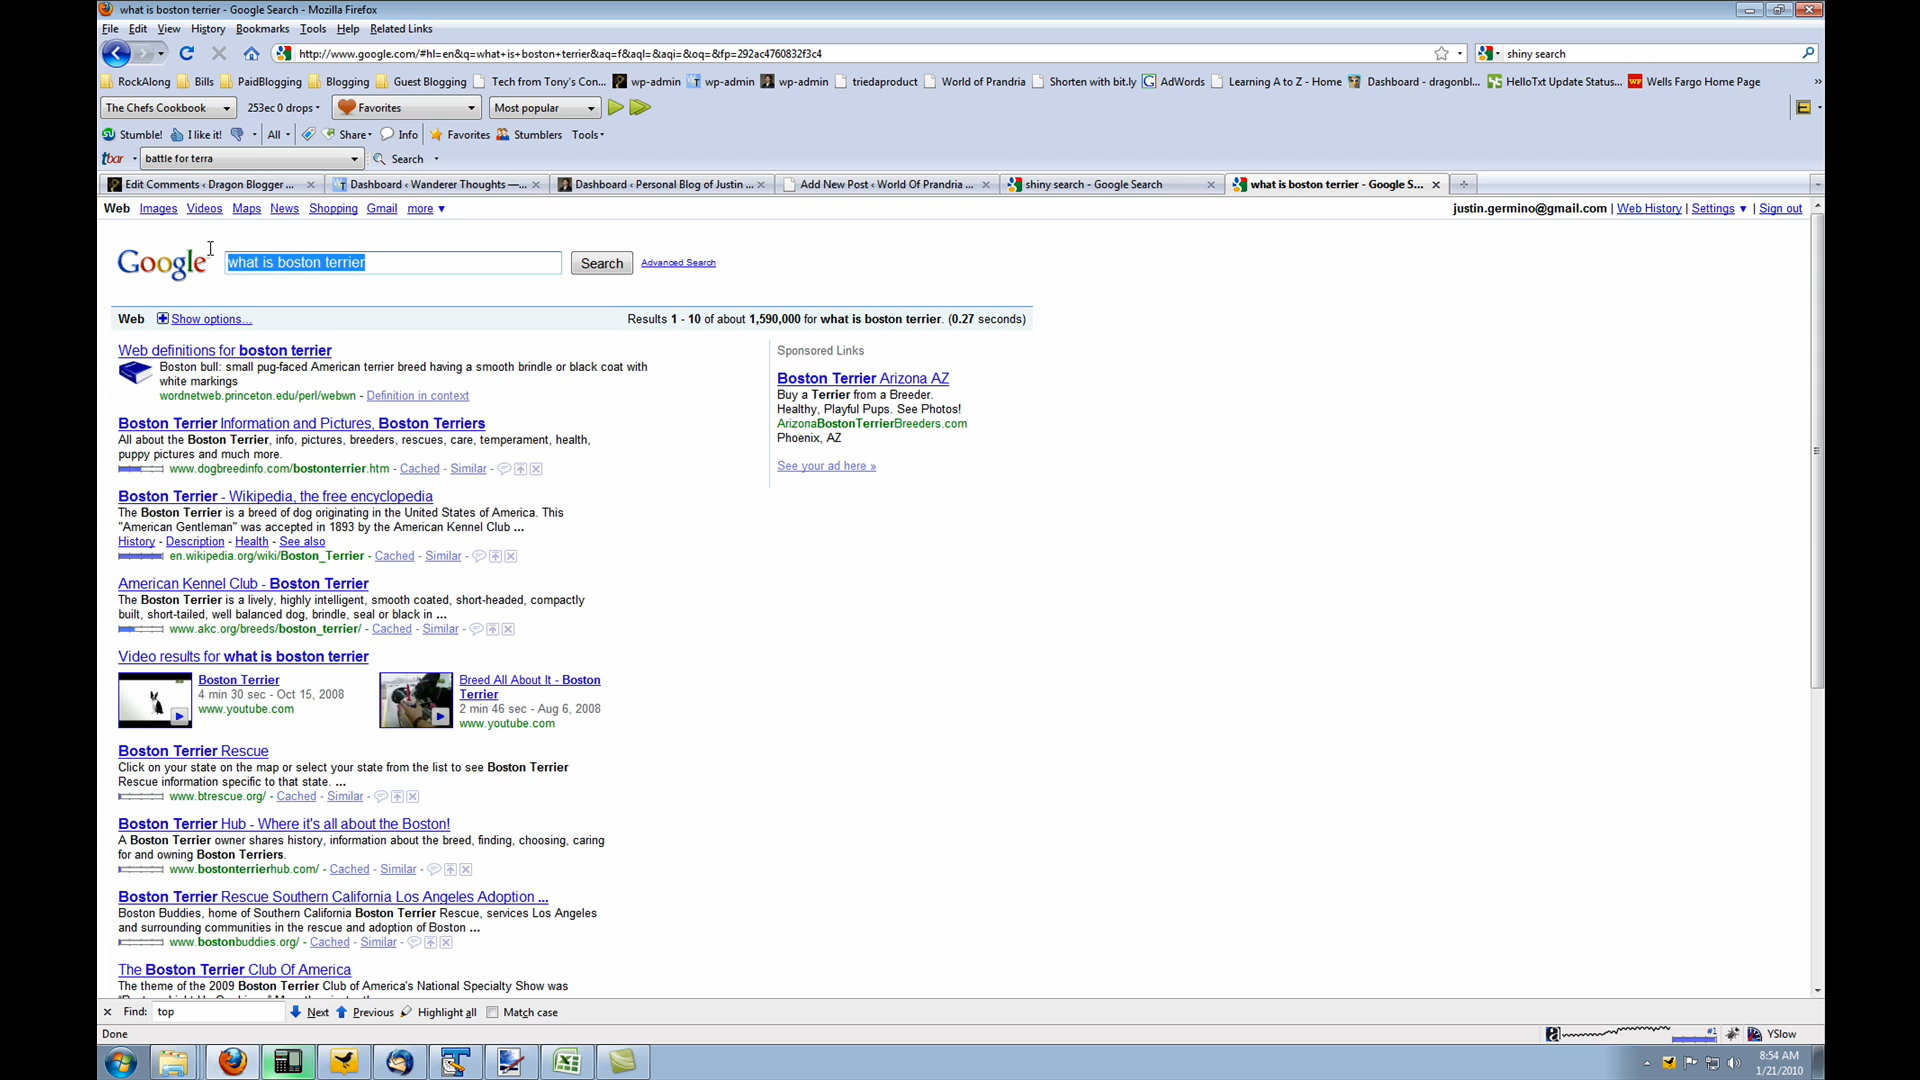 what is boston terrier - Google Search - Mozilla Firefox
File Edit View History Bookmarks Tools Help Related Links
http://www.google.com/#hl=en&q=what+is+boston+terrier&aq=f&aql=&aqi=&oq=&fp=292ac4760832f3c4 shiny search
RockAlong Bills PaidBlogging Blogging Guest Blogging Tech from Tony's Con... wp-admin wp-admin wp-admin triedaproduct World of Prandria Shorten with bit.ly AdWords Learning A to Z - Home Dashboard - dragonbl... HelloTxt Update Status... Wells Fargo Home Page »
The Chefs Cookbook 253ec 0 drops Favorites Most popular E
Stumble! I like it! All Share Info Favorites Stumblers Tools
tbar battle for terra Search
Edit Comments ‹ Dragon Blogger ... Dashboard ‹ Wanderer Thoughts —... Dashboard ‹ Personal Blog of Justin ... Add New Post ‹ World Of Prandria ... shiny search - Google Search what is boston terrier - Google S...
Web Images Videos Maps News Shopping Gmail more ▼ justin.germino@gmail.com | Web History | Settings ▼ | Sign out
Google what is boston terrier Search Advanced Search
Web Show options... Results 1 - 10 of about 1,590,000 for what is boston terrier. (0.27 seconds)
Web definitions for boston terrier
Boston bull: small pug-faced American terrier breed having a smooth brindle or black coat with
white markings
wordnetweb.princeton.edu/perl/webwn - Definition in context
Boston Terrier Information and Pictures, Boston Terriers
All about the Boston Terrier, info, pictures, breeders, rescues, care, temperament, health,
puppy pictures and much more.
www.dogbreedinfo.com/bostonterrier.htm - Cached - Similar -
Boston Terrier - Wikipedia, the free encyclopedia
The Boston Terrier is a breed of dog originating in the United States of America. This
"American Gentleman" was accepted in 1893 by the American Kennel Club ...
History - Description - Health - See also
en.wikipedia.org/wiki/Boston_Terrier - Cached - Similar -
American Kennel Club - Boston Terrier
The Boston Terrier is a lively, highly intelligent, smooth coated, short-headed, compactly
built, short-tailed, well balanced dog, brindle, seal or black in ...
www.akc.org/breeds/boston_terrier/ - Cached - Similar -
Video results for what is boston terrier
Boston Terrier
4 min 30 sec - Oct 15, 2008
www.youtube.com
Breed All About It - Boston
Terrier
2 min 46 sec - Aug 6, 2008
www.youtube.com
Boston Terrier Rescue
Click on your state on the map or select your state from the list to see Boston Terrier
Rescue information specific to that state. ...
www.btrescue.org/ - Cached - Similar -
Boston Terrier Hub - Where it's all about the Boston!
A Boston Terrier owner shares history, information about the breed, finding, choosing, caring
for and owning Boston Terriers.
www.bostonterrierhub.com/ - Cached - Similar -
Boston Terrier Rescue Southern California Los Angeles Adoption ...
Boston Buddies, home of Southern California Boston Terrier Rescue, services Los Angeles
and surrounding communities in the rescue and adoption of Boston ...
www.bostonbuddies.org/ - Cached - Similar -
The Boston Terrier Club Of America
The theme of the 2009 Boston Terrier Club of America's National Specialty Show was
Sponsored Links
Boston Terrier Arizona AZ
Buy a Terrier from a Breeder.
Healthy, Playful Pups. See Photos!
ArizonaBostonTerrierBreeders.com
Phoenix, AZ
See your ad here »
Find: top Next Previous Highlight all Match case
Done #1 YSlow
8:54 AM
1/21/2010